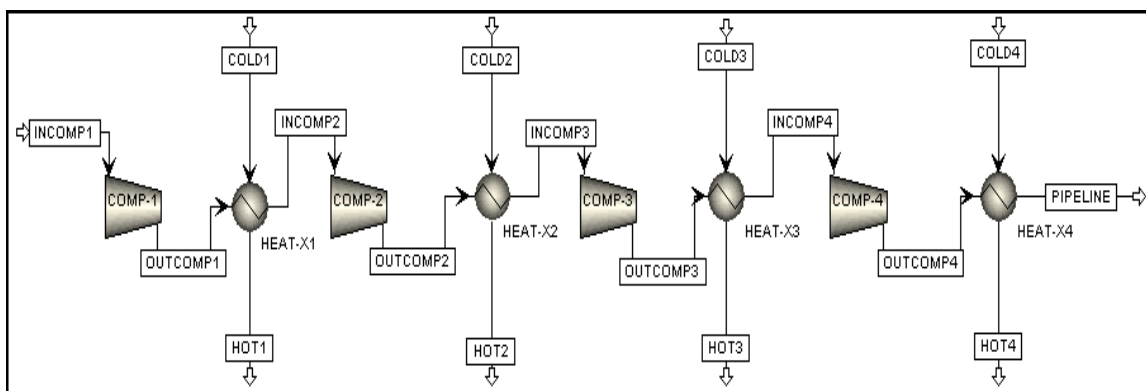 COLD1
COLD2
COLD3
COLD4
INCOMP1
INCOMP2
INCOMP3
INCOMP4
COMP-1
COMP-2
COMP-3
COMP-4
PIPELINE
HEAT-X1
HEAT-X2
HEAT-X3
HEAT-X4
OUTCOMP1
OUTCOMP2
OUTCOMP3
OUTCOMP4
HOT1
HOT2
HOT3
HOT4